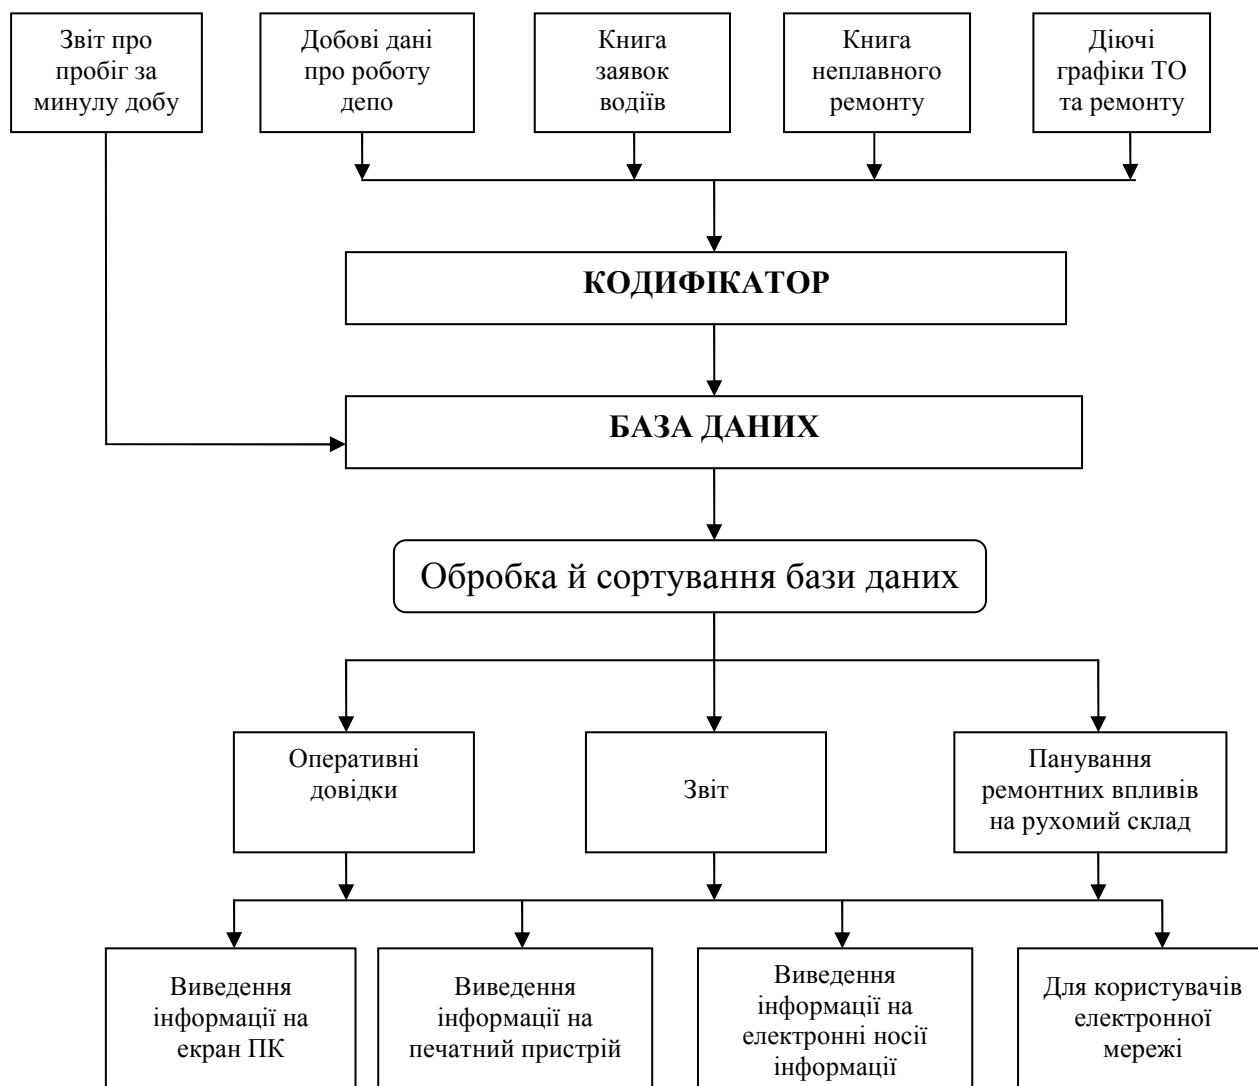 Звіт про
пробіг за
минулу добу
Добові дані
про роботу
депо
Книга
заявок
водіїв
Книга
неплавного
ремонту
Діючі
графіки ТО
та ремонту
КОДИФІКАТОР
БАЗА ДАНИХ
Обробка й сортування бази даних
Оперативні
довідки
Звіт
Панування
ремонтних впливів
на рухомий склад
Виведення
інформації на
екран ПК
Виведення
інформації на
печатний пристрій
Виведення
інформації на
електронні носії
інформації
Для користувачів
електронної
мережі